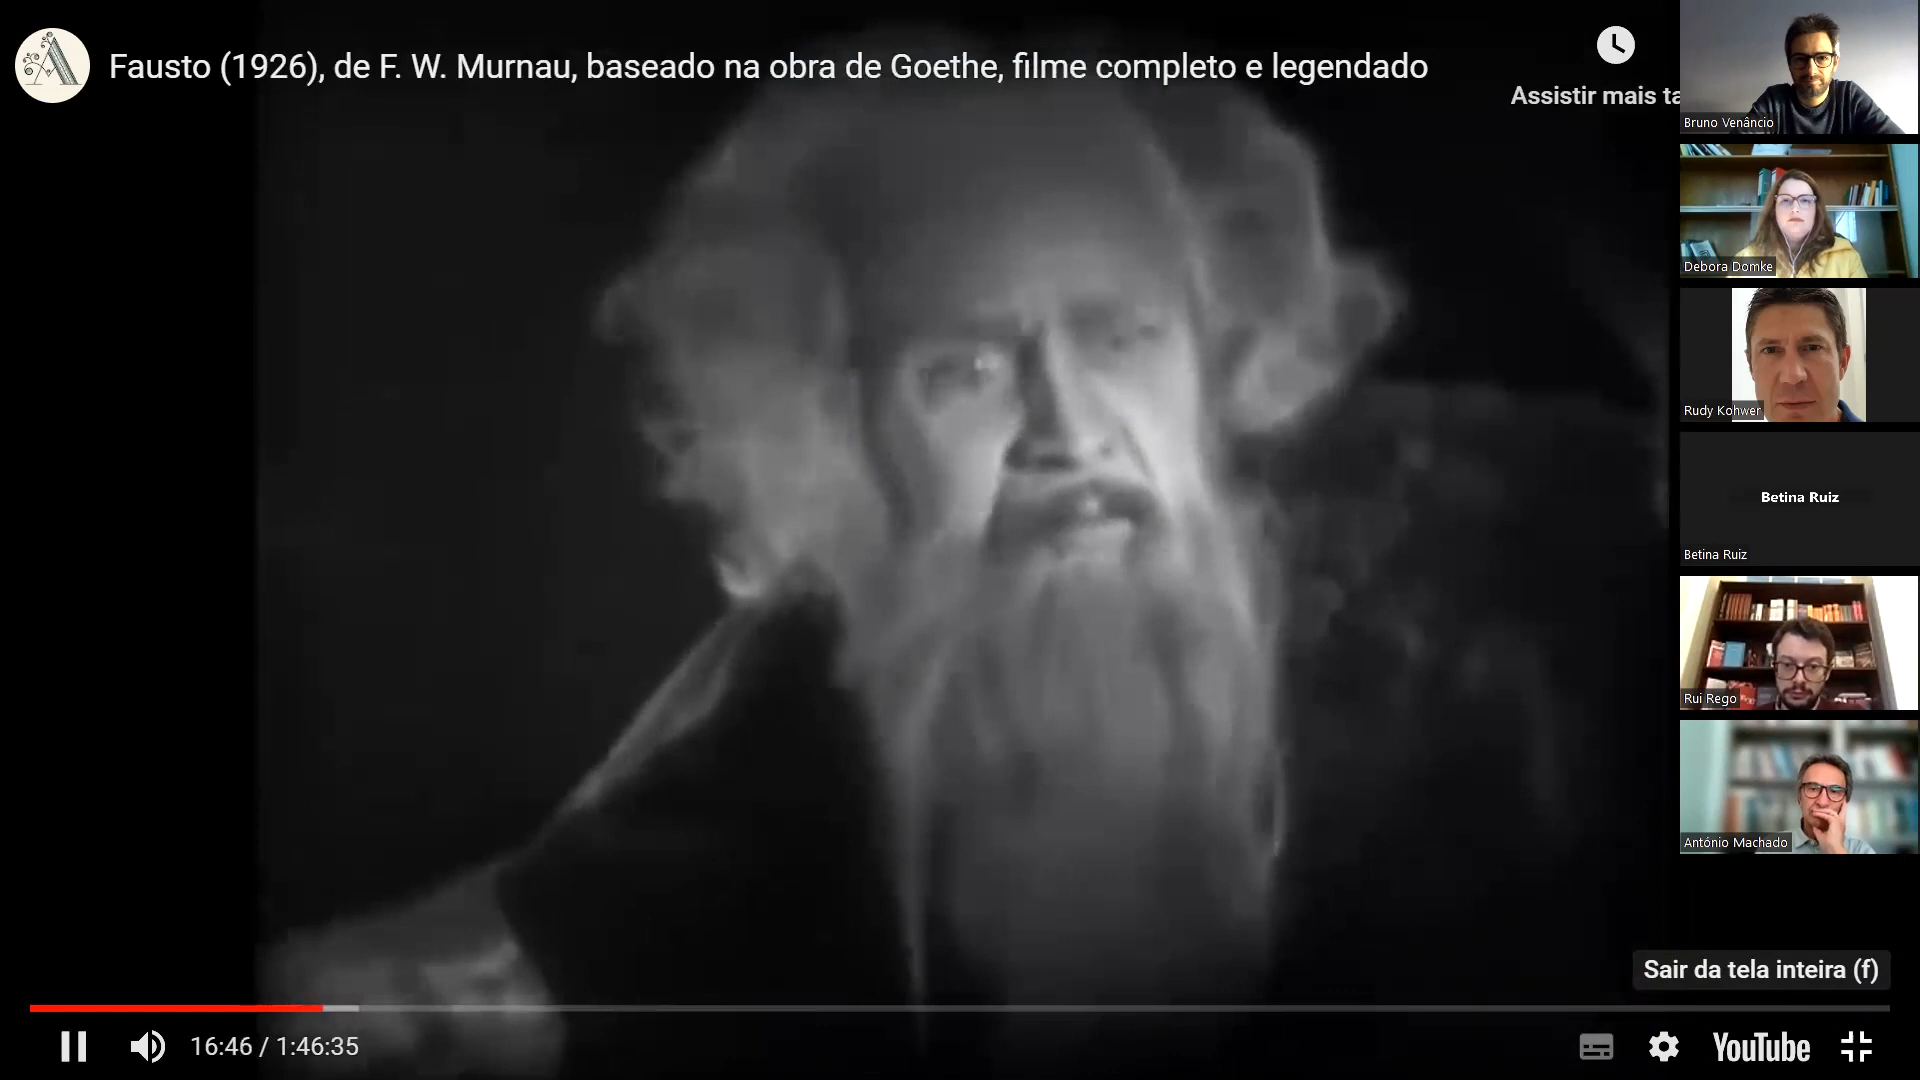 Fausto (1926), de F. W. Murnau, baseado na obra de Goethe, filme completo e legendado
Assistir mais ta
Bruno Venâncio
Debora Domke
Rudy Kohwer
Betina Ruiz
Betina Ruiz
Rui Rego
António Machado
Sair da tela inteira (f)
16:46 / 1:46:35
YouTube